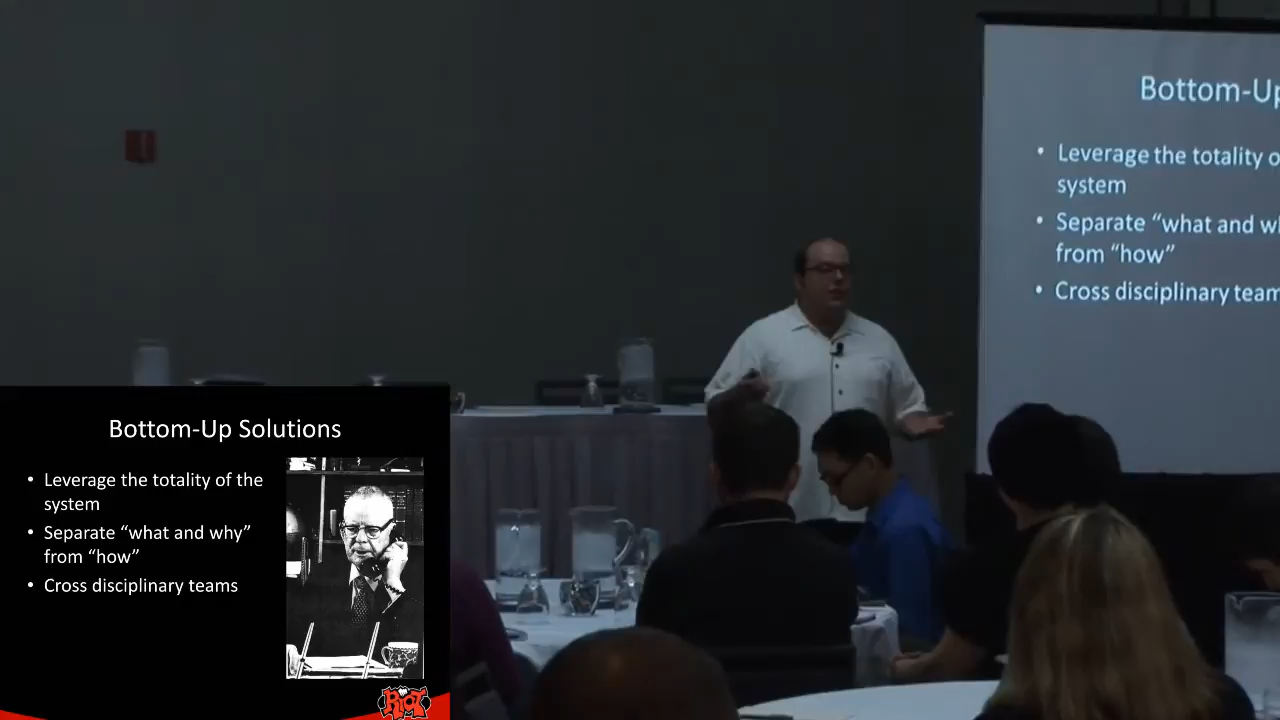 Bottom-Up
Leverage the totality o
system
• Separate “what and wh
from “how”
• Cross disciplinary team
Bottom-Up Solutions
• Leverage the totality of the
system
• Separate “what and why”
from “how”
• Cross disciplinary teams
RIOT